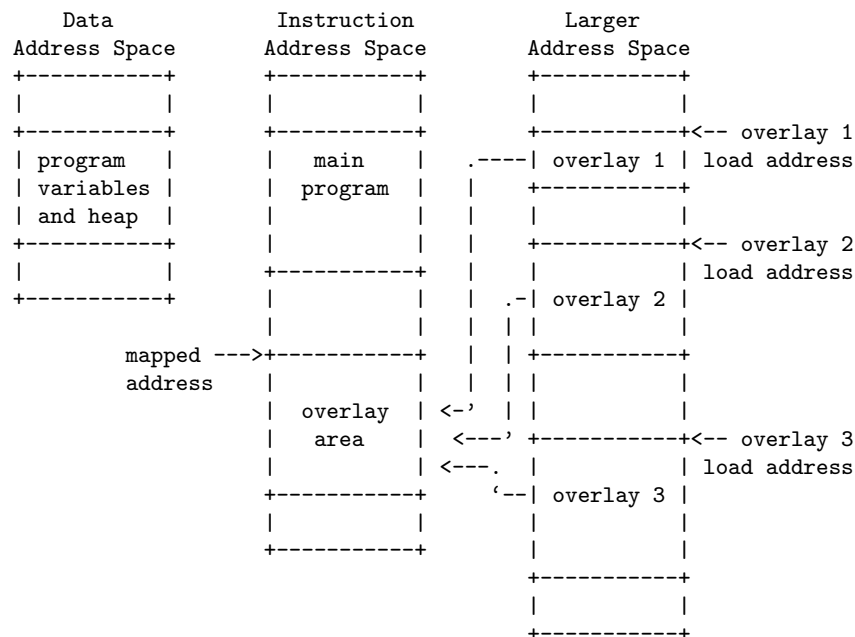 Data             Instruction            Larger
Address Space       Address Space        Address Space
+-----------+       +-----------+        +-----------+
|           |       |           |        |           |
+-----------+       +-----------+        +-----------+<-- overlay 1
| program   |       |   main    |   .----| overlay 1 | load address
| variables |       |  program  |   |    +-----------+
| and heap  |       |           |   |    |           |
+-----------+       |           |   |    +-----------+<-- overlay 2
|           |       +-----------+   |    |           | load address
+-----------+       |           |   |  .-| overlay 2 |
                    |           |   |  | |           |
         mapped --->+-----------+   |  | +-----------+
         address    |           |   |  | |           |
                    |  overlay  | <-'  | |           |
                    |   area    |  <---' +-----------+<-- overlay 3
                    |           | <---.  |           | load address
                    +-----------+     ‘--| overlay 3 |
                    |           |        |           |
                    +-----------+        |           |
                                         +-----------+
                                         |           |
                                         +-----------+